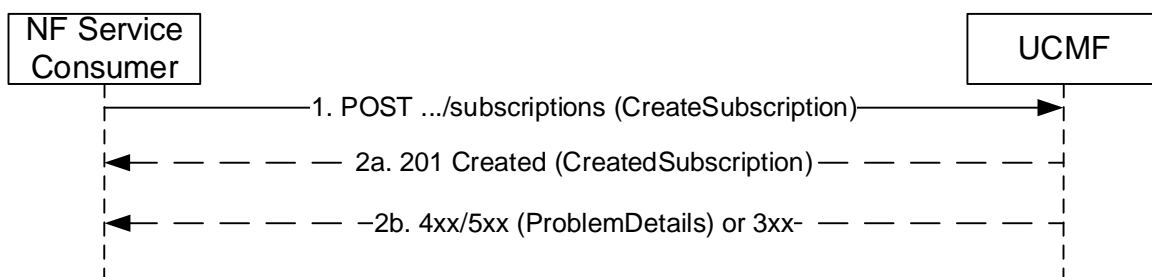 NF Service
Consumer
UCMF
1. POST .../subscriptions (CreateSubscription)
2a. 201 Created (CreatedSubscription)
2b. 4xx/5xx (ProblemDetails) or 3xx